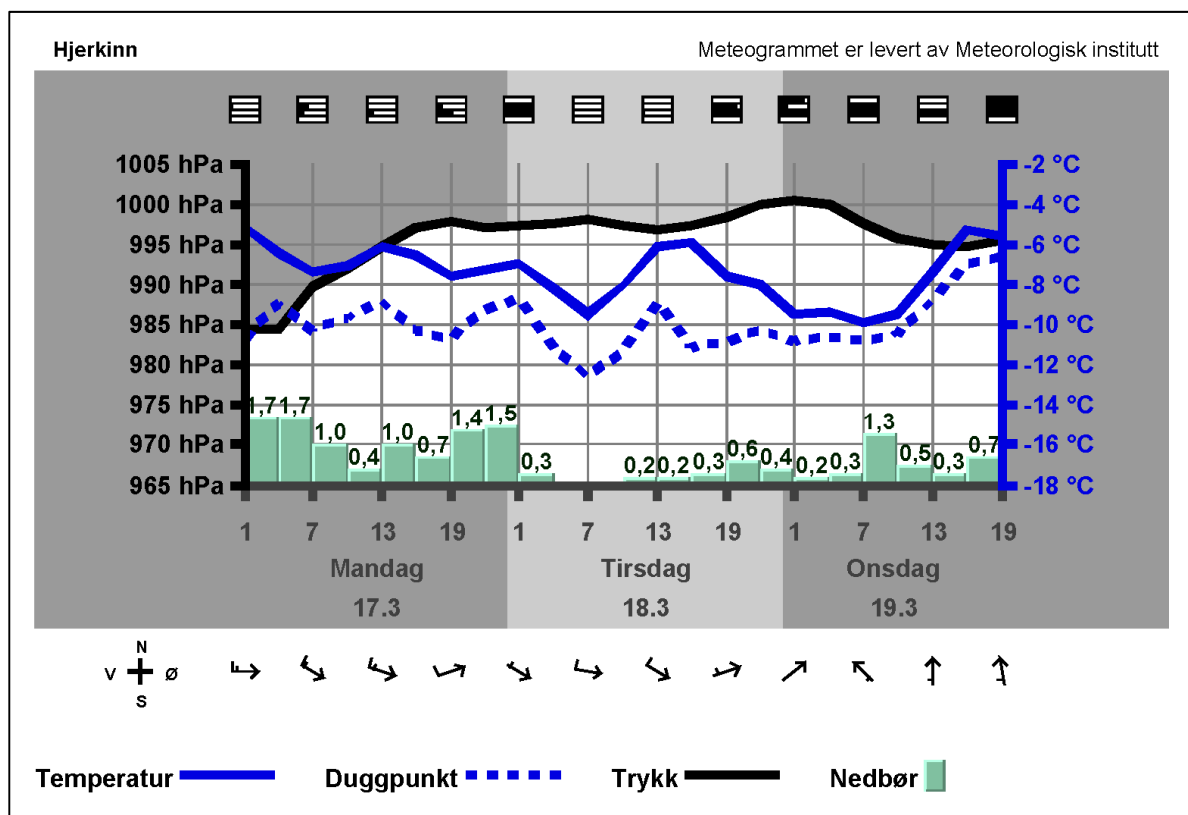 Hjerkinn Meteogrammet er levert av Meteorologisk institutt
1005 hPa -2 °C
1000 hPa -4 °C
995 hPa -6 °C
990 hPa -8 °C
985 hPa -10 °C
980 hPa -12 °C
975 hPa -14 °C
970 hPa -16 °C
965 hPa -18 °C
1,7 1,7 1,0 0,4 1,0 0,7 1,4 1,5 0,3 0,2 0,2 0,3 0,6 0,4 0,2 0,3 1,3 0,5 0,3 0,7
1 7 13 19 1 7 13 19 1 7 13 19
Mandag Tirsdag Onsdag
17.3 18.3 19.3
N
V Ø
S
Temperatur Duggpunkt Trykk Nedbør